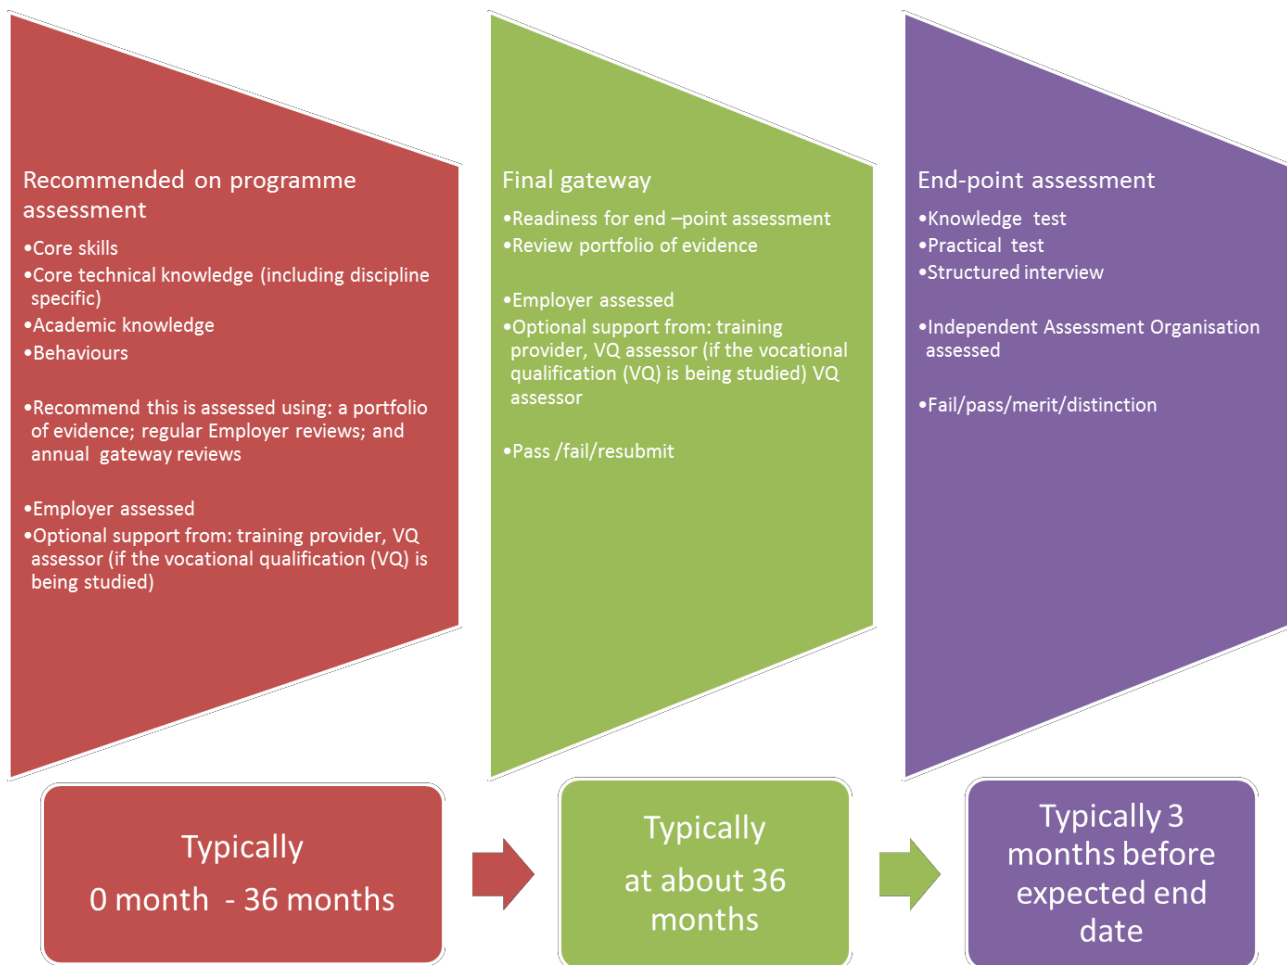 Recommended on programme
assessment
•Core skills
•Core technical knowledge (including discipline
specific)
•Academic knowledge
•Behaviours
•Recommend this is assessed using: a portfolio
of evidence; regular Employer reviews; and
annual gateway reviews
•Employer assessed
•Optional support from: training provider, VQ
assessor (if the vocational qualification (VQ) is
being studied)
Final gateway
•Readiness for end –point assessment
•Review portfolio of evidence
•Employer assessed
•Optional support from: training
provider, VQ assessor (if the vocational
qualification (VQ) is being studied) VQ
assessor
•Pass /fail/resubmit
End-point assessment
•Knowledge test
•Practical test
•Structured interview
•Independent Assessment Organisation
assessed
•Fail/pass/merit/distinction
Typically
0 month - 36 months
Typically
at about 36
months
Typically 3
months before
expected end
date